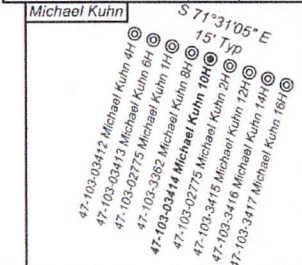 Michael Kuhn
S 71°31'05" E
15' Typ
47-103-03412 Michael Kuhn 4H
47-103-03413 Michael Kuhn 6H
47-103-02775 Michael Kuhn 1H
47-103-3362 Michael Kuhn 8H
47-103-03414 Michael Kuhn 10H
47-103-02775 Michael Kuhn 2H
47-103-3415 Michael Kuhn 12H
47-103-3416 Michael Kuhn 14H
47-103-3417 Michael Kuhn 16H